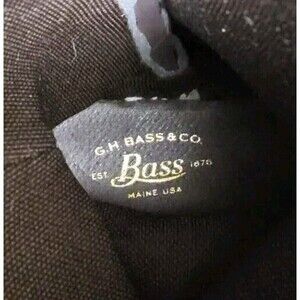 G.H. BASS & CO.
EST. Bass 1876
MAINE USA